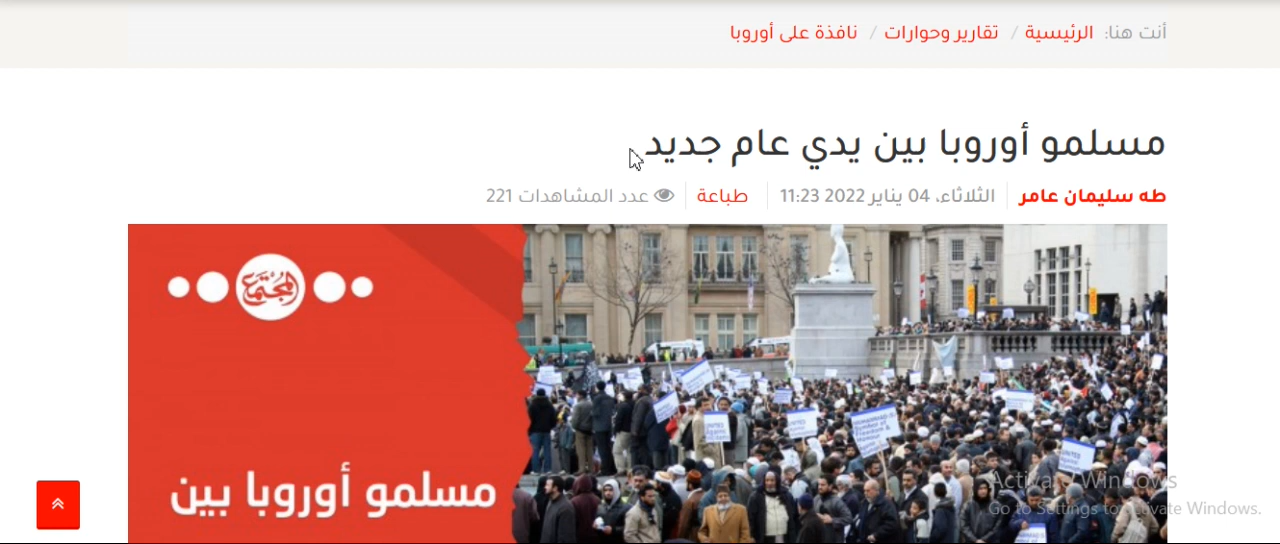 أنت هنا: الرئيسية / تقارير وحوارات / نافذة على أوروبا
مسلمو أوروبا بين يدي عام جديد
طه سليمان عامر الثلاثاء، 04 يناير 2022 11:23 طباعة عدد المشاهدات 221
المجتمع
مسلمو أوروبا بين
UNITED
UNITED
Activate Windows
Go to Settings to activate Windows.